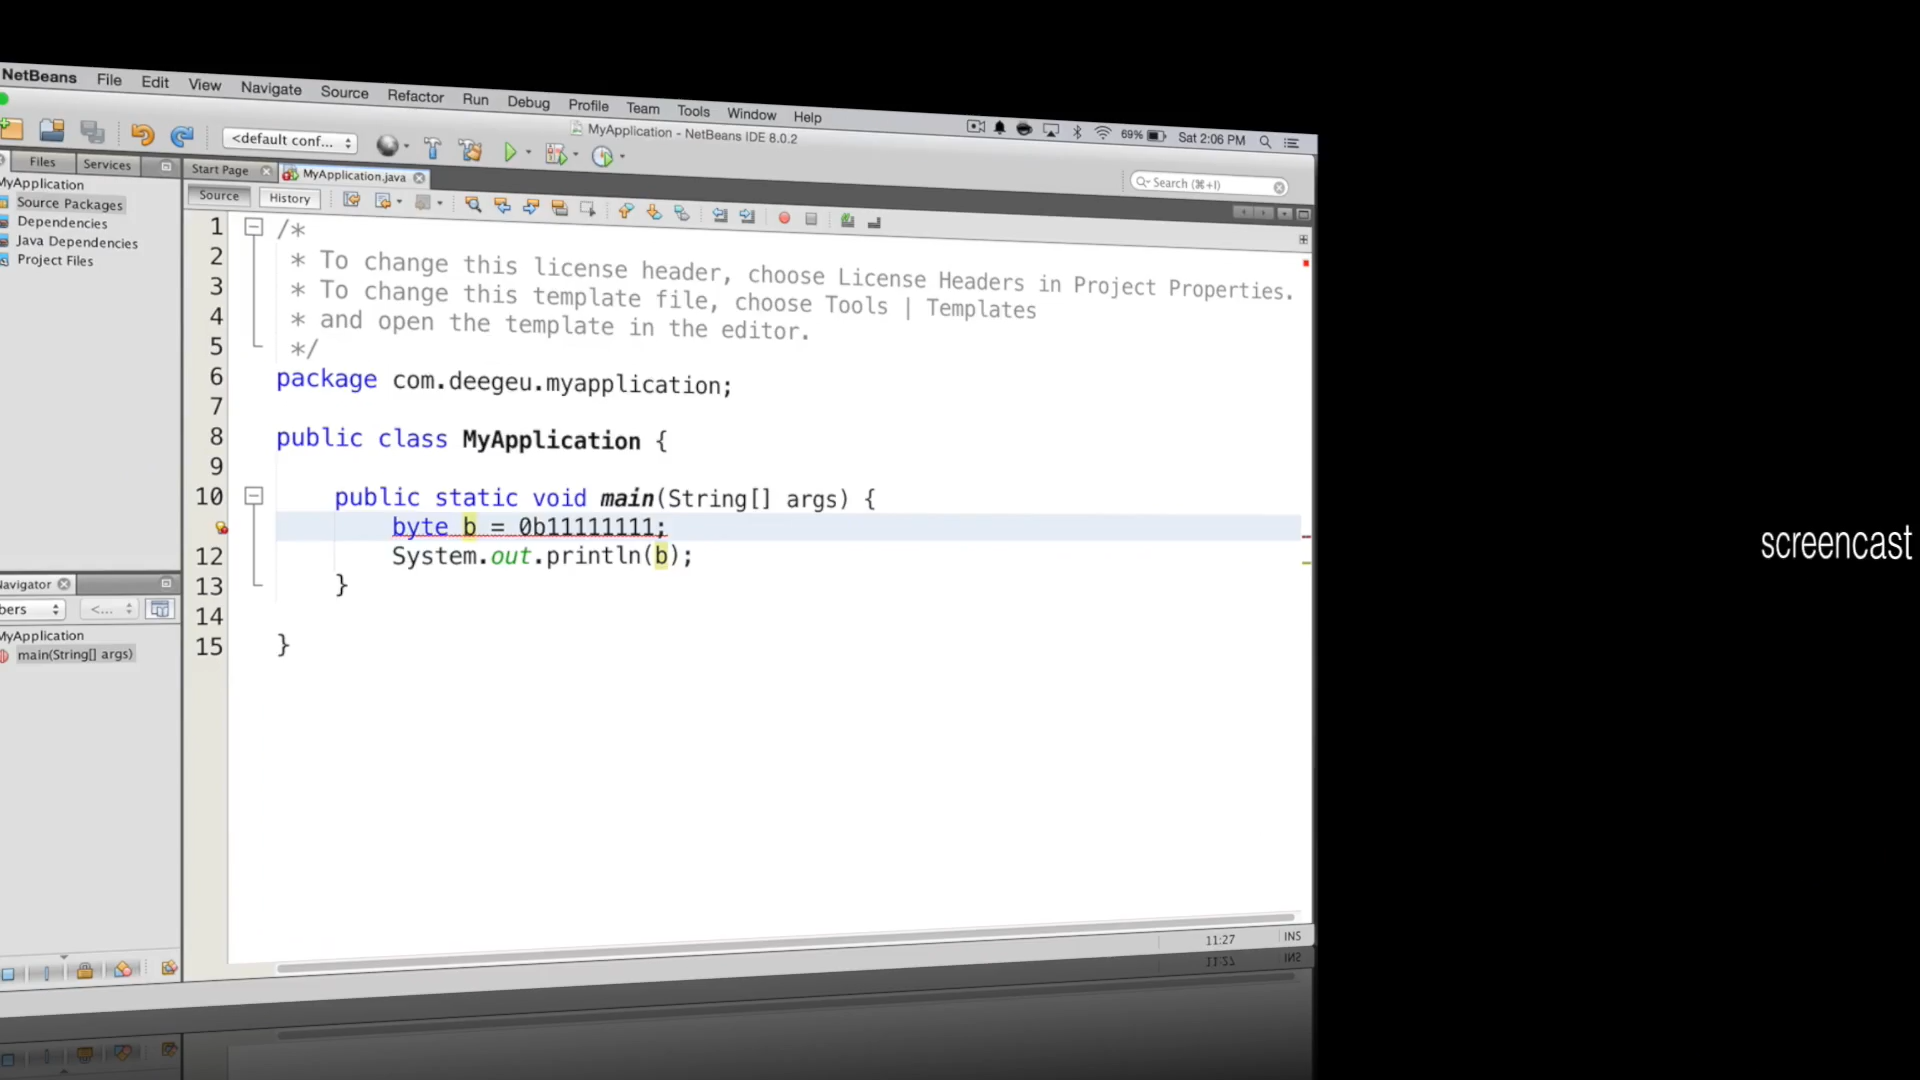 NetBeans File Edit View Navigate Source Refactor Run Debug Profile Team Tools Window Help
69% Sat 2:06 PM
MyApplication - NetBeans IDE 8.0.2
<default conf...
Search (⌘+I)
Files Services
Start Page MyApplication.java
Source History
MyApplication
Source Packages
Dependencies
Java Dependencies
Project Files
1 /*
2 * To change this license header, choose License Headers in Project Properties.
3 * To change this template file, choose Tools | Templates
4 * and open the template in the editor.
5 */
6 package com.deegeu.myapplication;
7
8 public class MyApplication {
9
10 public static void main(String[] args) {
byte b = 0b11111111;
12 System.out.println(b);
13 }
14
15 }
Navigator
bers <...
MyApplication
main(String[] args)
11:27 INS
screencast